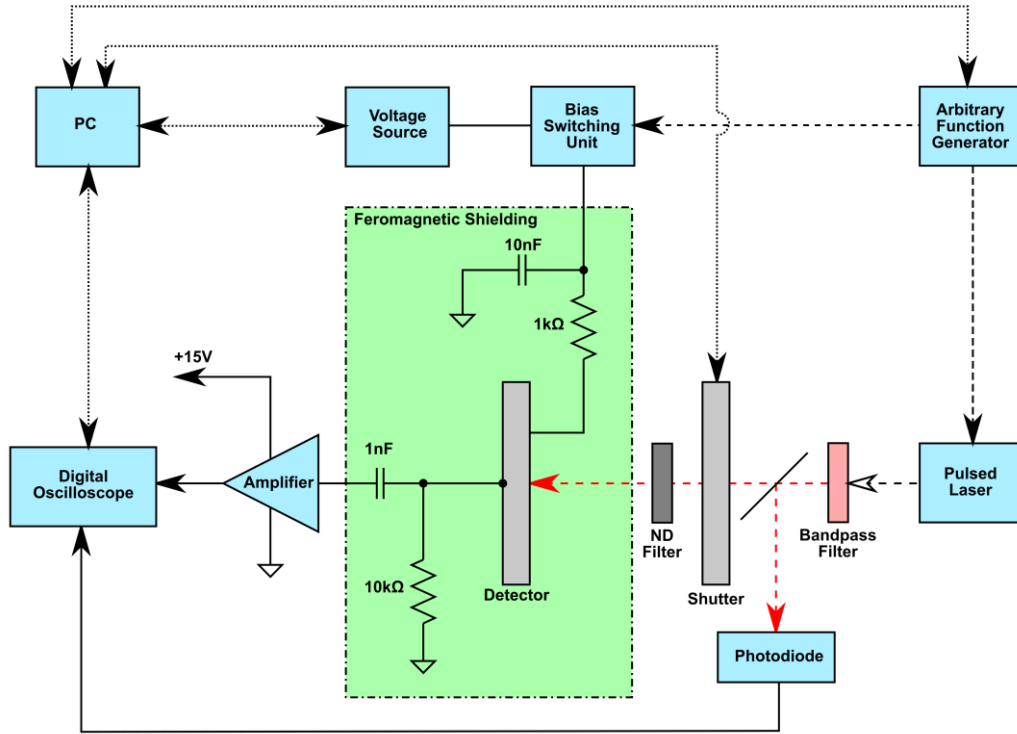 PC
Voltage
Source
Bias
Switching
Unit
Arbitrary
Function
Generator
Feromagnetic Shielding
10nF
1kΩ
+15V
1nF
Digital
Oscilloscope
Amplifier
Pulsed
Laser
ND
Filter
Bandpass
Filter
10kΩ
Detector
Shutter
Photodiode